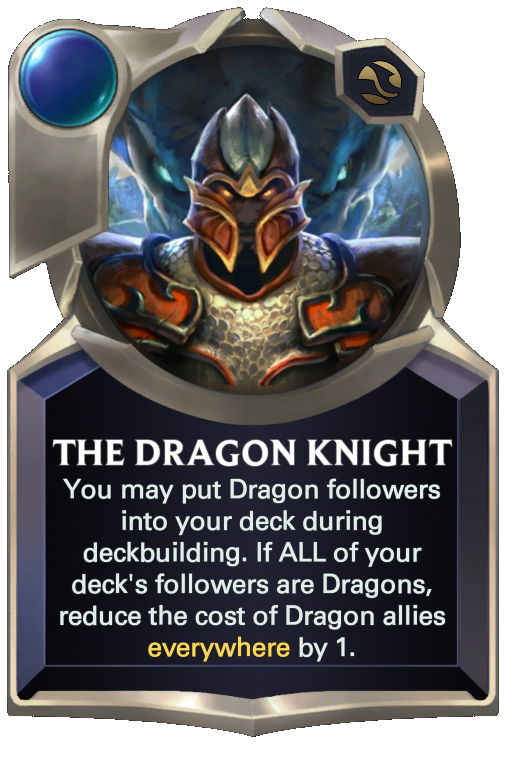 THE DRAGON KNIGHT
You may put Dragon followers
into your deck during
deckbuilding. If ALL of your
deck's followers are Dragons,
reduce the cost of Dragon allies
everywhere by 1.